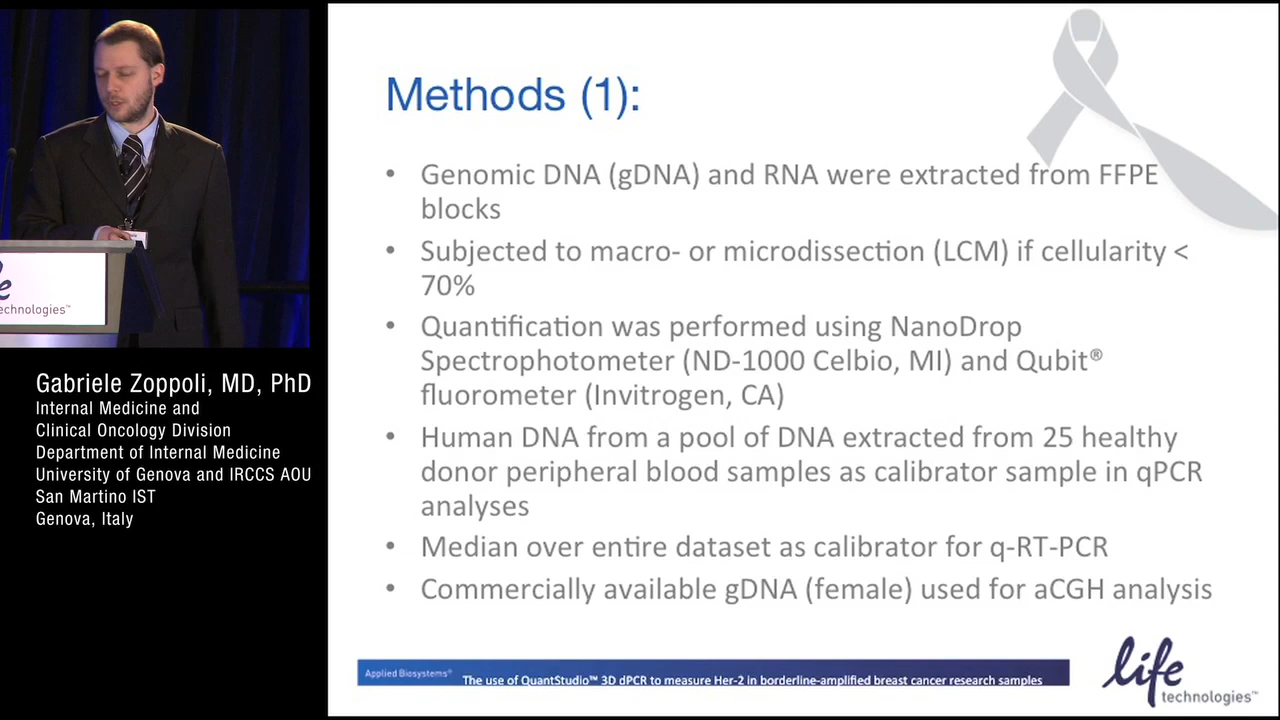 Methods (1):
• Genomic DNA (gDNA) and RNA were extracted from FFPE
blocks
• Subjected to macro- or microdissection (LCM) if cellularity <
70%
• Quantification was performed using NanoDrop
Spectrophotometer (ND-1000 Celbio, MI) and Qubit®
fluorometer (Invitrogen, CA)
• Human DNA from a pool of DNA extracted from 25 healthy
donor peripheral blood samples as calibrator sample in qPCR
analyses
• Median over entire dataset as calibrator for q-RT-PCR
• Commercially available gDNA (female) used for aCGH analysis
Applied Biosystems®
The use of QuantStudio™ 3D dPCR to measure Her-2 in borderline-amplified breast cancer research samples
life
technologies™
echnologies™
Gabriele Zoppoli, MD, PhD
Internal Medicine and
Clinical Oncology Division
Department of Internal Medicine
University of Genova and IRCCS AOU
San Martino IST
Genova, Italy